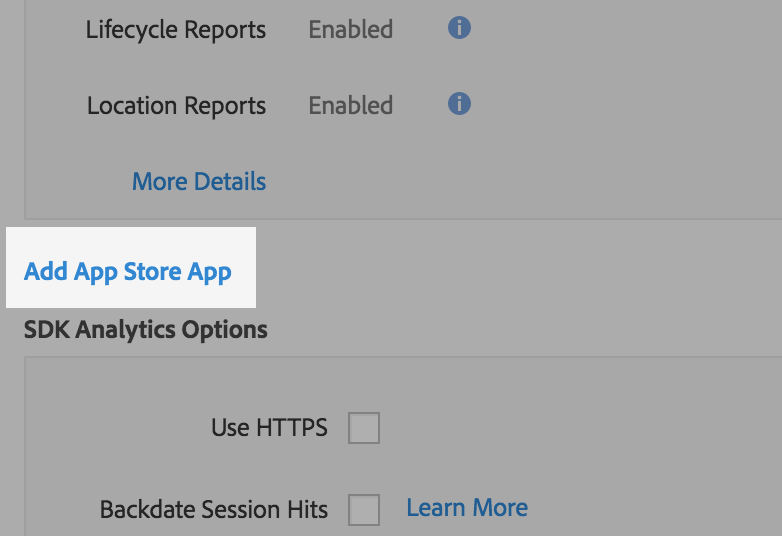 Lifecycle Reports Enabled i
Location Reports Enabled i
More Details
Add App Store App
SDK Analytics Options
Use HTTPS
Backdate Session Hits Learn More